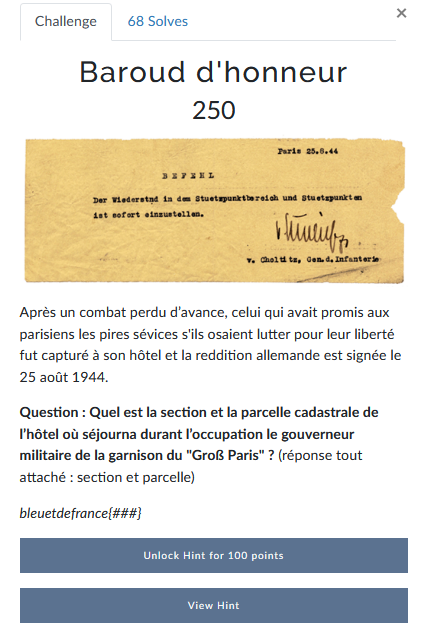 Challenge
68 Solves
×
Baroud d'honneur
250
Paris 25.8.44
BEFEHL
Der Wiederstnd in dem Stuetzpunktbereich und Stuetzpunkten
ist sofort einzustellen.
v. Choltitz, Gen.d.Infanterie
Après un combat perdu d’avance, celui qui avait promis aux
parisiens les pires sévices s'ils osaient lutter pour leur liberté
fut capturé à son hôtel et la reddition allemande est signée le
25 août 1944.
Question : Quel est la section et la parcelle cadastrale de
l’hôtel où séjourna durant l’occupation le gouverneur
militaire de la garnison du "Groß Paris" ? (réponse tout
attaché : section et parcelle)
bleuetdefrance{###}
Unlock Hint for 100 points
View Hint